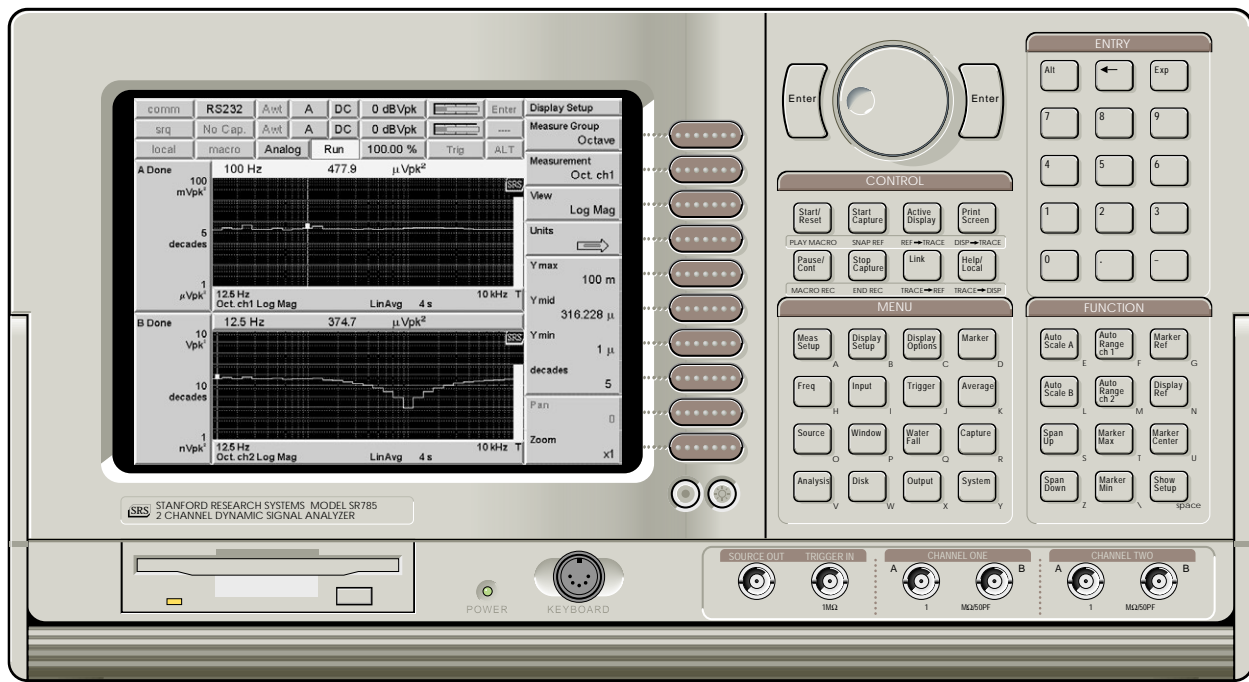 comm RS232 Awt A DC 0 dBVpk Enter
srq No Cap. Awt A DC 0 dBVpk ----
local macro Analog Run 100.00 % Trig ALT
A Done 100 Hz 477.9 µ Vpk²
100
mVpk²
SRS
5
decades
1
µVpk²
12.5 Hz 10 kHz T
Oct. ch1 Log Mag LinAvg 4 s
B Done 12.5 Hz 374.7 µ Vpk²
10
Vpk²
SRS
10
decades
1
nVpk²
12.5 Hz 10 kHz T
Oct. ch2 Log Mag LinAvg 4 s
Display Setup
Measure Group
Octave
Measurement
Oct. ch1
View
Log Mag
Units
Y max
100 m
Y mid
316.228 µ
Y min
1 µ
decades
5
Pan
0
Zoom
x1
SRS
STANFORD RESEARCH SYSTEMS MODEL SR785
2 CHANNEL DYNAMIC SIGNAL ANALYZER
Enter
Enter
ENTRY
Alt ← Exp
7 8 9
4 5 6
1 2 3
0 . –
CONTROL
Start/ Reset
Start Capture
Active Display
Print Screen
PLAY MACRO SNAP REF REF→TRACE DISP→TRACE
Pause/ Cont
Stop Capture
Link
Help/ Local
MACRO REC END REC TRACE→REF TRACE→DISP
MENU
Meas Setup A
Display Setup B
Display Options C
Marker D
Freq H
Input I
Trigger J
Average K
Source O
Window P
Water Fall Q
Capture R
Analysis V
Disk W
Output X
System Y
FUNCTION
Auto Scale A E
Auto Range ch 1 F
Marker Ref G
Auto Scale B L
Auto Range ch 2 M
Display Ref N
Span Up S
Marker Max T
Marker Center U
Span Down Z
Marker Min \
Show Setup space
POWER
KEYBOARD
SOURCE OUT TRIGGER IN
1MΩ
CHANNEL ONE
A B
1 MΩ/50PF
CHANNEL TWO
A B
1 MΩ/50PF